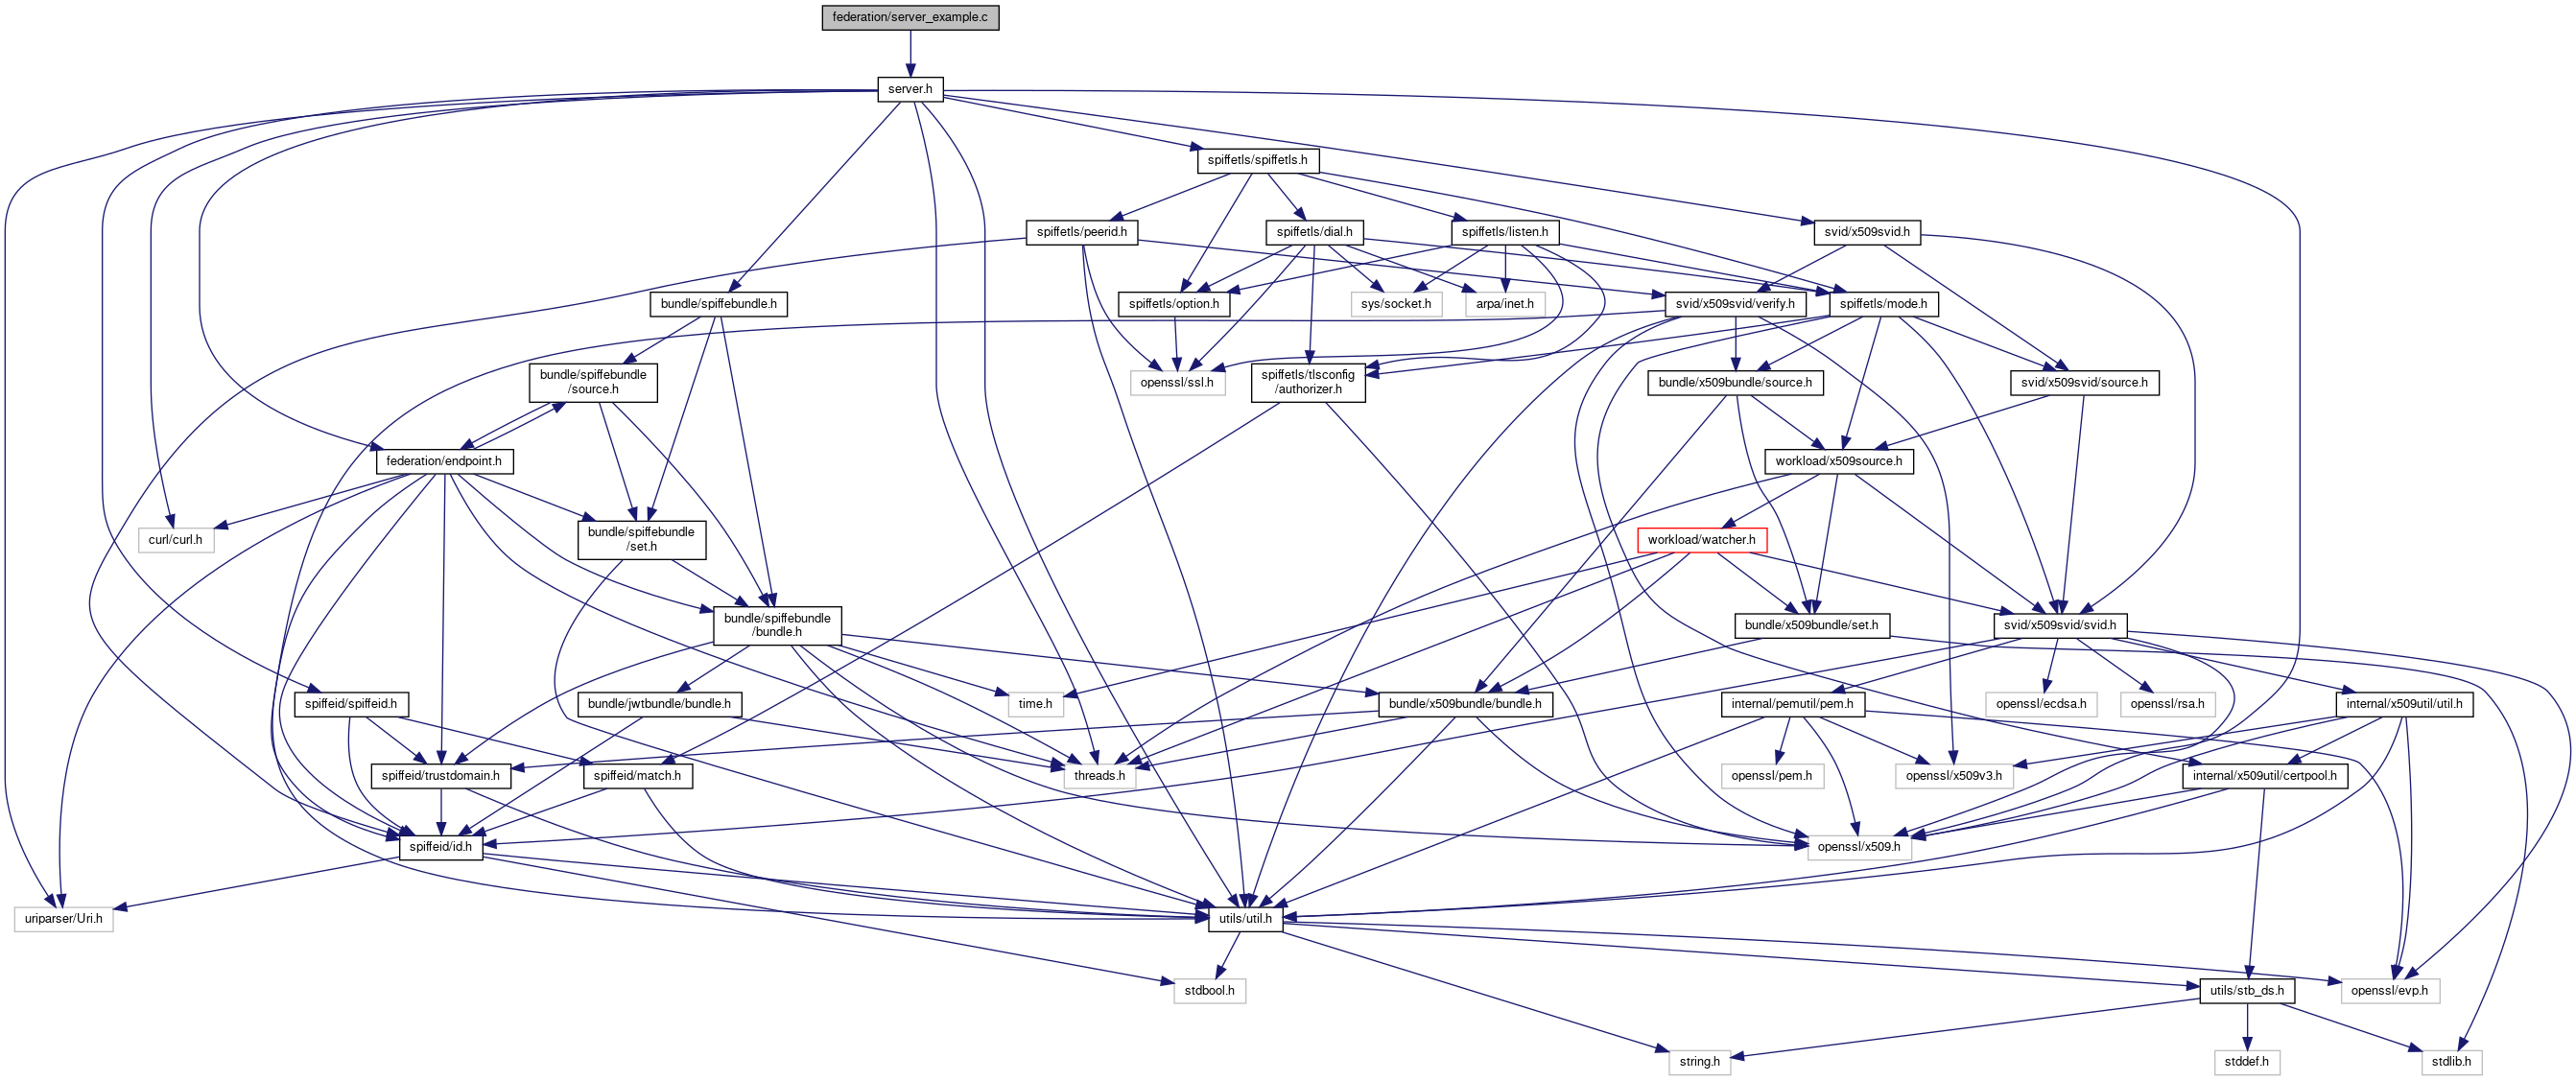 federation/server_example.c
server.h
spiffetls/spiffetls.h
spiffetls/peerid.h
spiffetls/dial.h
spiffetls/listen.h
svid/x509svid.h
bundle/spiffebundle.h
spiffetls/option.h
sys/socket.h
arpa/inet.h
svid/x509svid/verify.h
spiffetls/mode.h
bundle/spiffebundle
/source.h
openssl/ssl.h
spiffetls/tlsconfig
/authorizer.h
bundle/x509bundle/source.h
svid/x509svid/source.h
federation/endpoint.h
workload/x509source.h
curl/curl.h
bundle/spiffebundle
/set.h
workload/watcher.h
bundle/spiffebundle
/bundle.h
bundle/x509bundle/set.h
svid/x509svid/svid.h
spiffeid/spiffeid.h
bundle/jwtbundle/bundle.h
time.h
bundle/x509bundle/bundle.h
internal/pemutil/pem.h
openssl/ecdsa.h
openssl/rsa.h
internal/x509util/util.h
spiffeid/trustdomain.h
spiffeid/match.h
threads.h
openssl/pem.h
openssl/x509v3.h
internal/x509util/certpool.h
spiffeid/id.h
openssl/x509.h
uriparser/Uri.h
utils/util.h
stdbool.h
utils/stb_ds.h
openssl/evp.h
string.h
stddef.h
stdlib.h